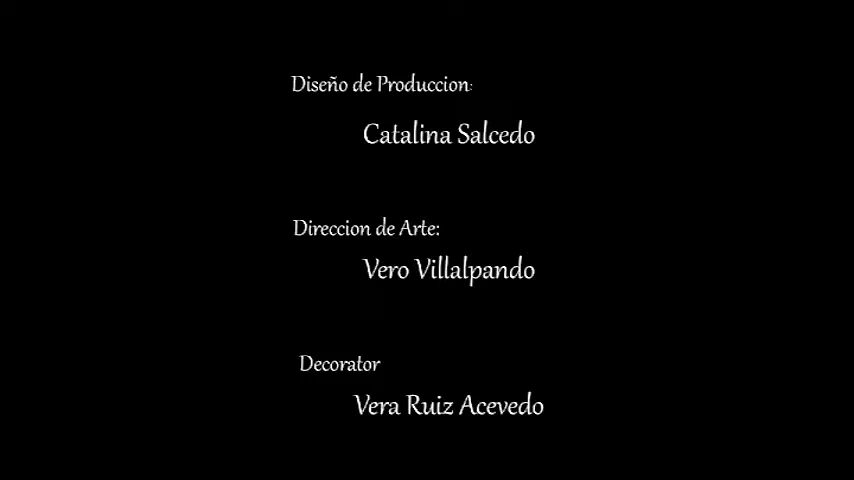 Diseño de Produccion:
Catalina Salcedo
Direccion de Arte:
Vero Villalpando
Decorator
Vera Ruiz Acevedo